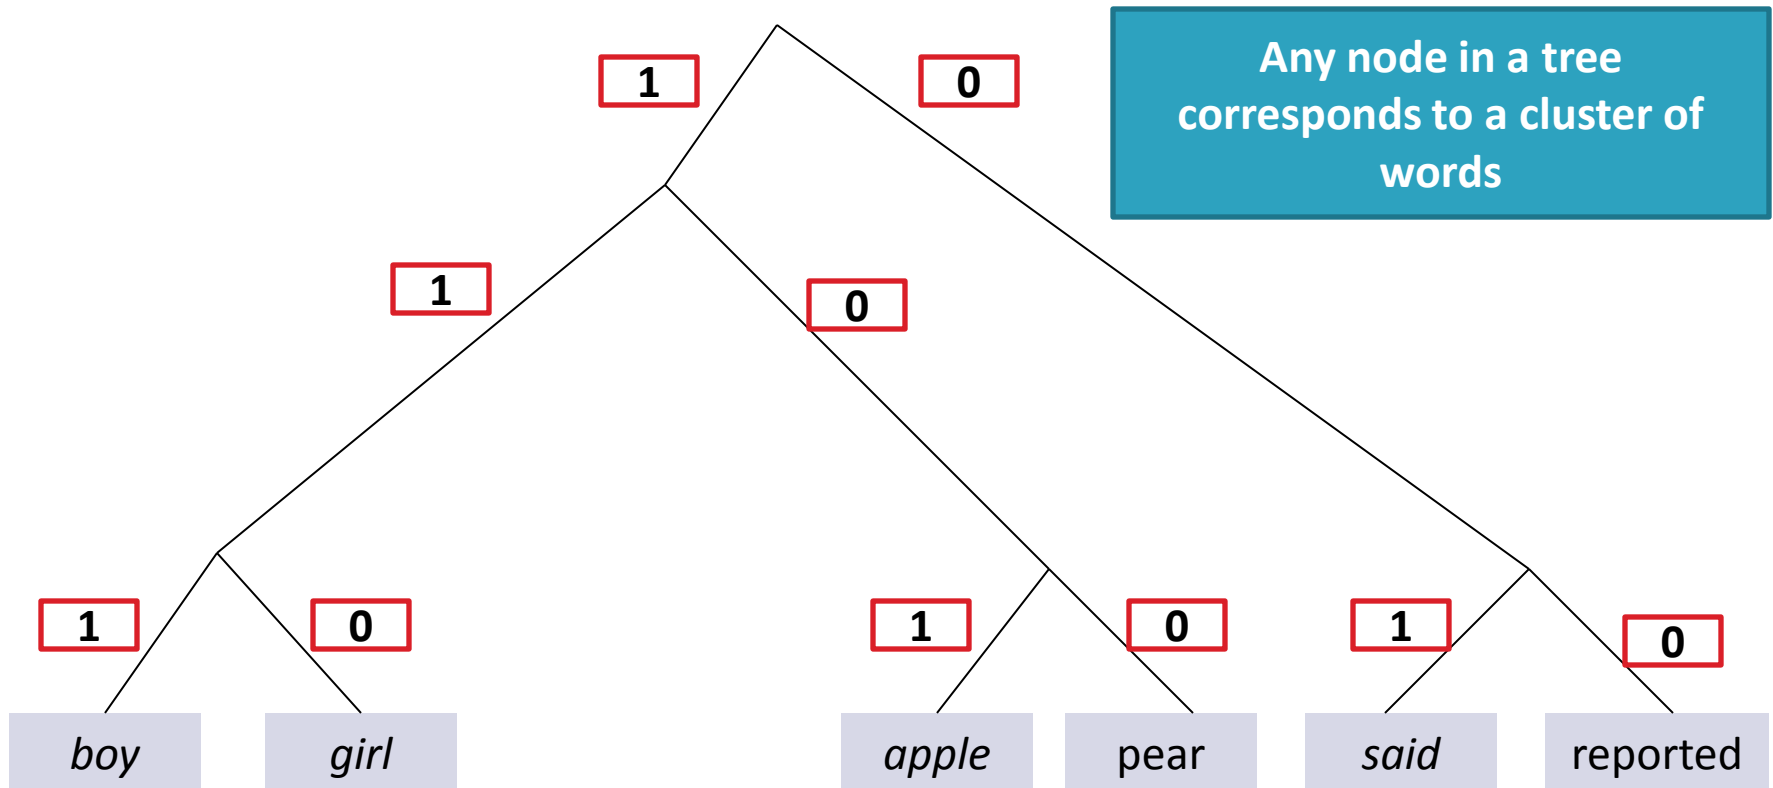 1
0
Any node in a tree
corresponds to a cluster of
words
1
0
1
0
1
0
1
0
boy
girl
apple
pear
said
reported